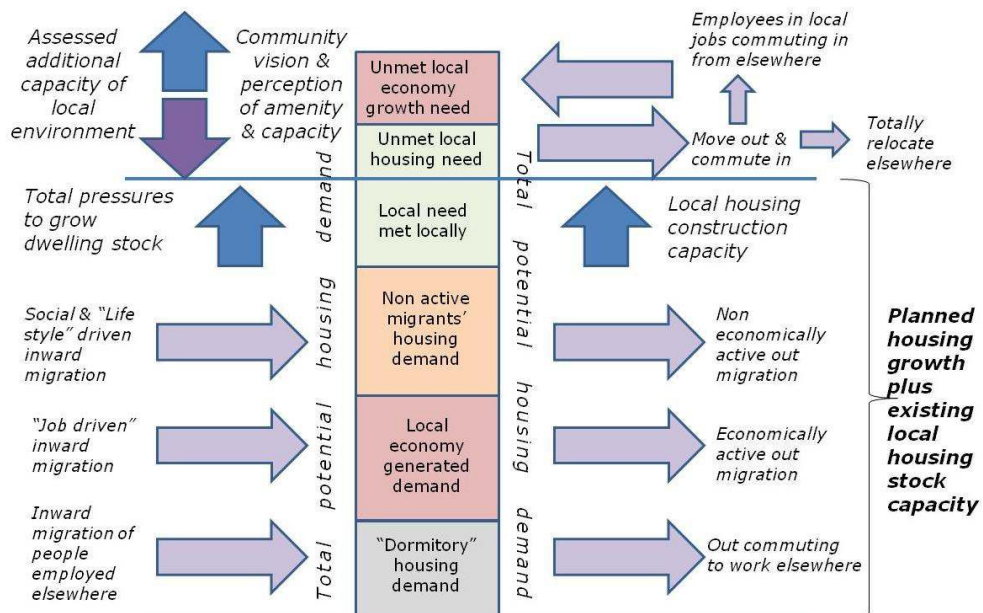 Assessed
additional
capacity of
local
environment
Community
vision &
perception
of amenity
& capacity
Unmet local
economy
growth need
Employees in local
jobs commuting in
from elsewhere
Unmet local
housing need
Move out &
commute in
Totally
relocate
elsewhere
Total pressures
to grow
dwelling stock
Local need
met locally
Local housing
construction
capacity
Social & “Life
style” driven
inward
migration
Non active
migrants’
housing
demand
Non
economically
active out
migration
“Job driven”
inward
migration
Local
economy
generated
demand
Economically
active out
migration
Inward
migration of
people
employed
elsewhere
“Dormitory”
housing
demand
Out commuting
to work elsewhere
Total potential housing demand
Total potential housing demand
Planned
housing
growth
plus
existing
local
housing
stock
capacity